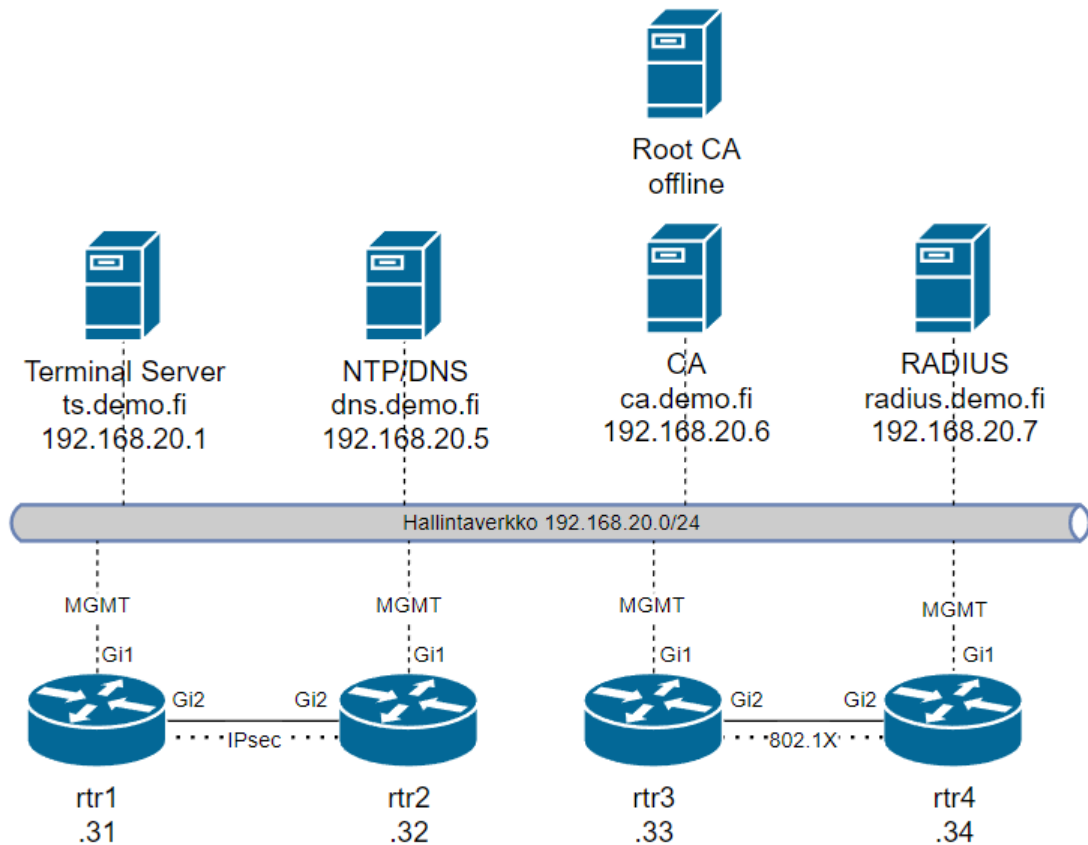 Root CA
offline
Terminal Server
ts.demo.fi
192.168.20.1
NTP/DNS
dns.demo.fi
192.168.20.5
CA
ca.demo.fi
192.168.20.6
RADIUS
radius.demo.fi
192.168.20.7
Hallintaverkko 192.168.20.0/24
MGMT
MGMT
MGMT
MGMT
Gi1
Gi1
Gi1
Gi1
Gi2
Gi2
Gi2
Gi2
IPsec
802.1X
rtr1
.31
rtr2
.32
rtr3
.33
rtr4
.34